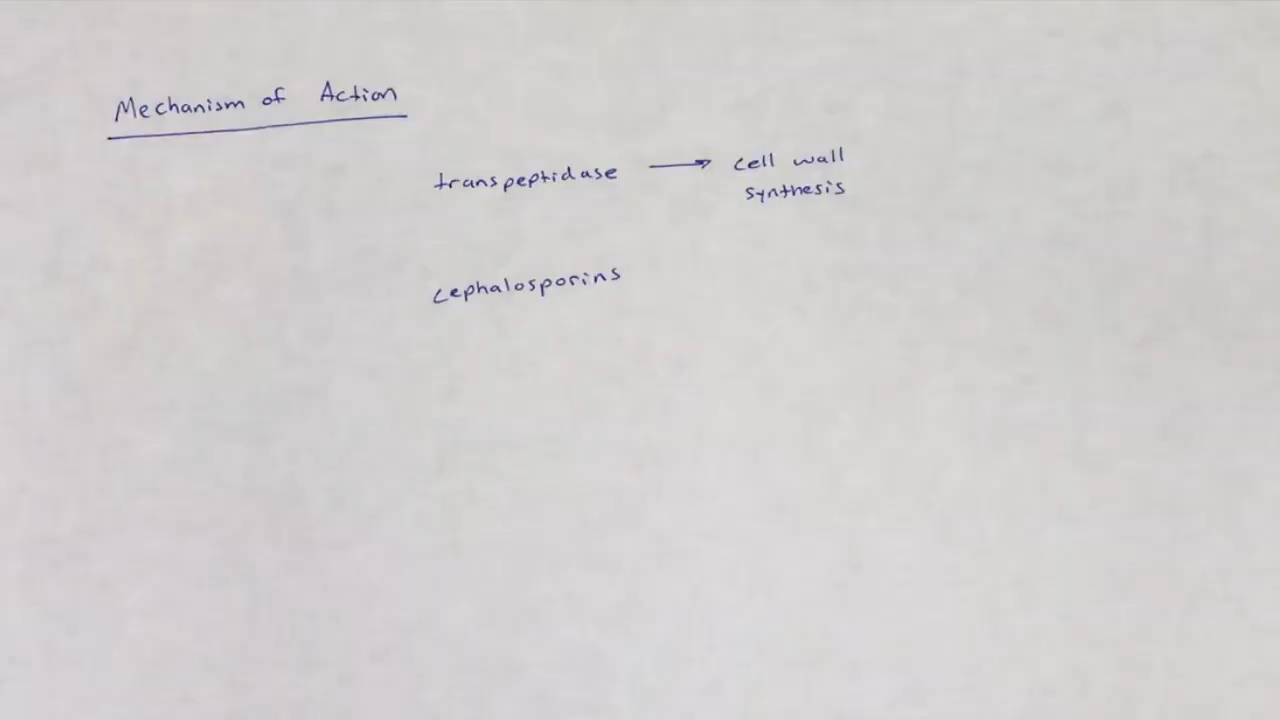 Mechanism of Action
transpeptidase → cell wall
synthesis
cephalosporins